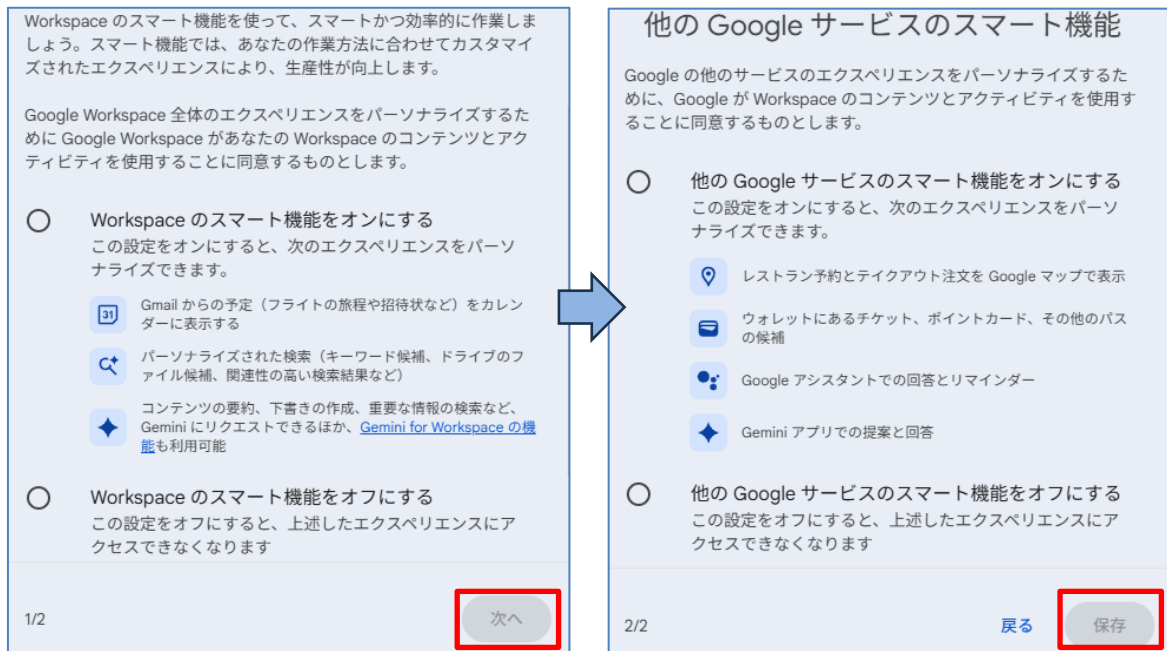 Workspace のスマート機能を使って、スマートかつ効率的に作業しま
しょう。スマート機能では、あなたの作業方法に合わせてカスタマイ
ズされたエクスペリエンスにより、生産性が向上します。
Google Workspace 全体のエクスペリエンスをパーソナライズするた
めに Google Workspace があなたの Workspace のコンテンツとアク
ティビティを使用することに同意するものとします。
Workspace のスマート機能をオンにする
この設定をオンにすると、次のエクスペリエンスをパーソ
ナライズできます。
31
Gmail からの予定（フライトの旅程や招待状など）をカレン
ダーに表示する
パーソナライズされた検索（キーワード候補、ドライブのフ
ァイル候補、関連性の高い検索結果など）
コンテンツの要約、下書きの作成、重要な情報の検索など、
Gemini にリクエストできるほか、Gemini for Workspace の機
能も利用可能
Workspace のスマート機能をオフにする
この設定をオフにすると、上述したエクスペリエンスにア
クセスできなくなります
1/2
次へ
他の Google サービスのスマート機能
Google の他のサービスのエクスペリエンスをパーソナライズするた
めに、Google が Workspace のコンテンツとアクティビティを使用す
ることに同意するものとします。
他の Google サービスのスマート機能をオンにする
この設定をオンにすると、次のエクスペリエンスをパーソ
ナライズできます。
レストラン予約とテイクアウト注文を Google マップで表示
ウォレットにあるチケット、ポイントカード、その他のパス
の候補
Google アシスタントでの回答とリマインダー
Gemini アプリでの提案と回答
他の Google サービスのスマート機能をオフにする
この設定をオフにすると、上述したエクスペリエンスにア
クセスできなくなります
2/2
戻る
保存